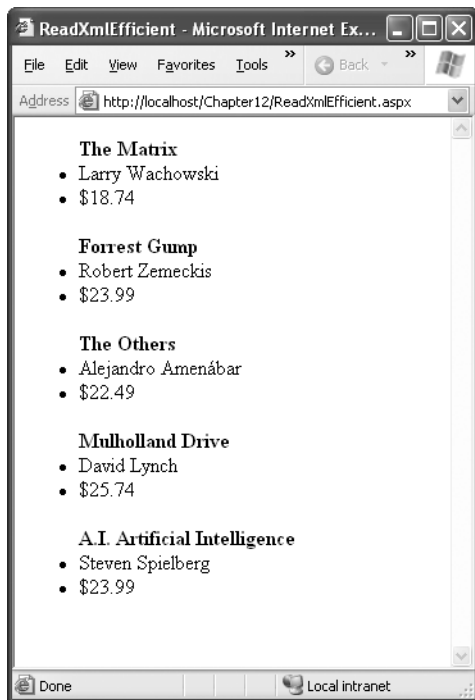 ReadXmlEfficient - Microsoft Internet Ex...
File Edit View Favorites Tools » Back »
Address http://localhost/Chapter12/ReadXmlEfficient.aspx
The Matrix
• Larry Wachowski
• $18.74
Forrest Gump
• Robert Zemeckis
• $23.99
The Others
• Alejandro Amenábar
• $22.49
Mulholland Drive
• David Lynch
• $25.74
A.I. Artificial Intelligence
• Steven Spielberg
• $23.99
Done Local intranet